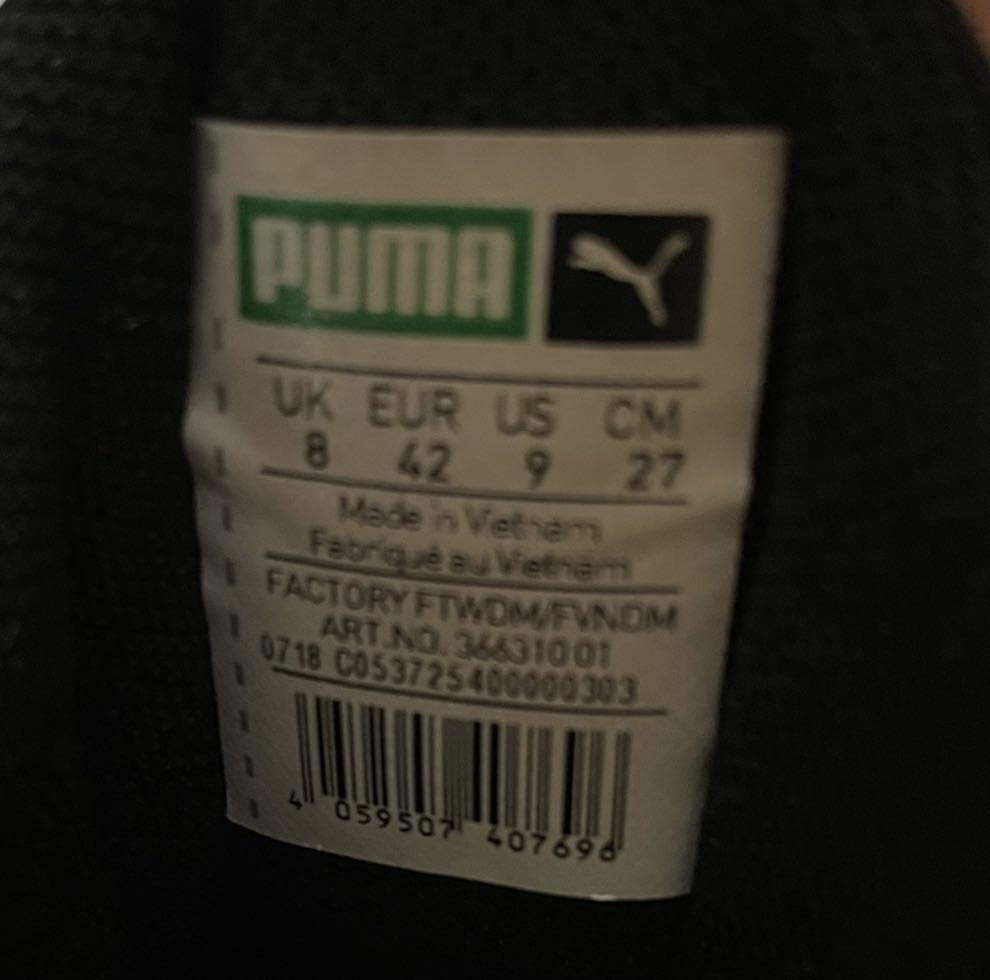 PUMA
UK EUR US CM
8 42 9 27
Made in Vietnam
Fabriqué au Vietnam
FACTORY FTWDM/FVNDM
ART.NO. 366310 01
0718 C053725400000303
4 059507 407696